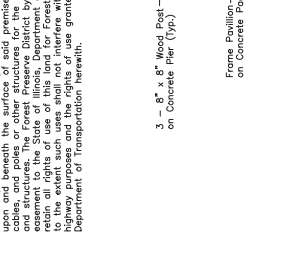 upon and beneath the surface of said premise
cables, and poles or other structures for the
and structures. The Forest Preserve District by
easement to the State of Illinois, Department
retain all rights of use of this land for Forest
to the extent such uses shall not interfere wit
highway purposes and the rights of use grante
Department of Transportation herewith.
3 - 8" x 8" Wood Post
on Concrete Pier (Typ.)
Frame Pavillion
on Concrete Pa